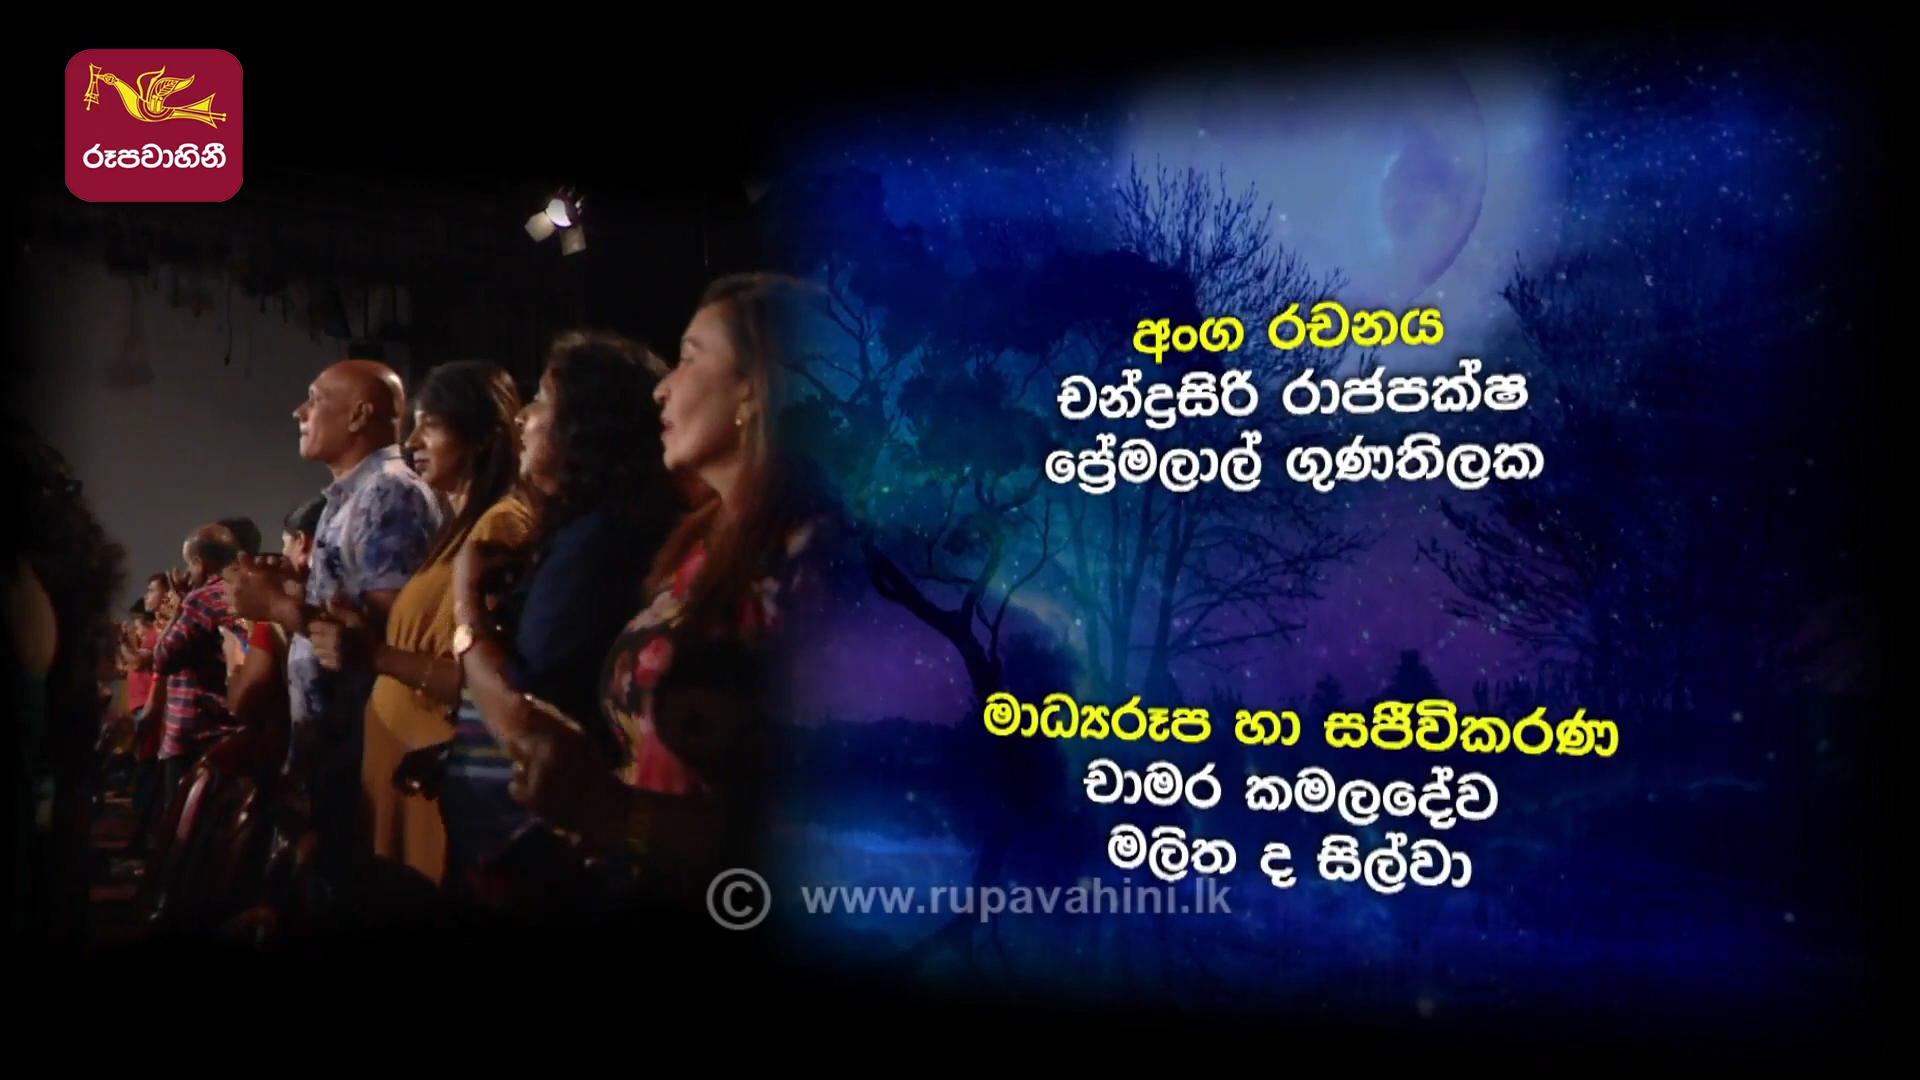 රූපවාහිනී
අංග රචනය
චන්ද්‍රසිරි රාජපක්ෂ
ප්‍රේමලාල් ගුණතිලක
මාධ්‍යරූප හා සජීවිකරණ
චාමර කමලදේව
මලිත ද සිල්වා
© www.rupavahini.lk